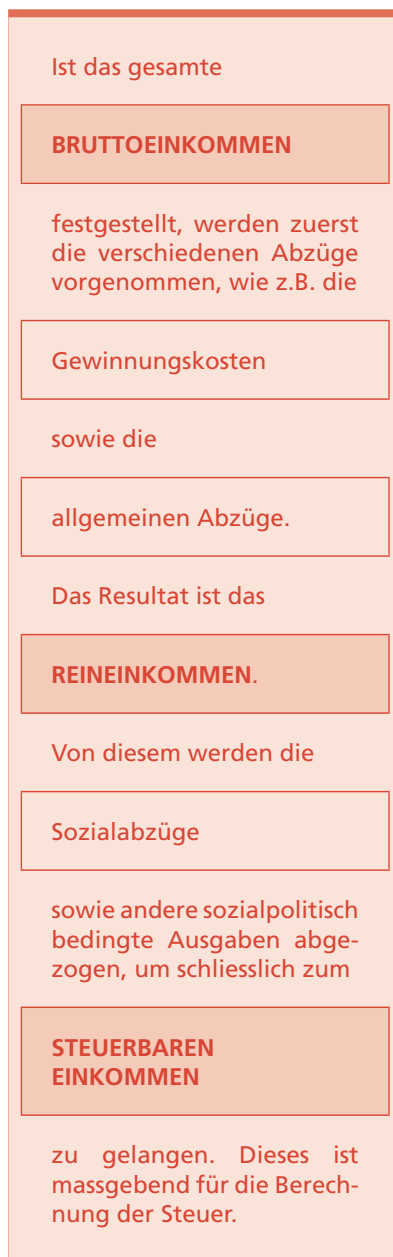 Ist das gesamte
BRUTTOEINKOMMEN
festgestellt, werden zuerst
die verschiedenen Abzüge
vorgenommen, wie z.B. die
Gewinnungskosten
sowie die
allgemeinen Abzüge.
Das Resultat ist das
REINEINKOMMEN.
Von diesem werden die
Sozialabzüge
sowie andere sozialpolitisch
bedingte Ausgaben abge-
zogen, um schliesslich zum
STEUERBAREN
EINKOMMEN
zu gelangen. Dieses ist
massgebend für die Berech-
nung der Steuer.